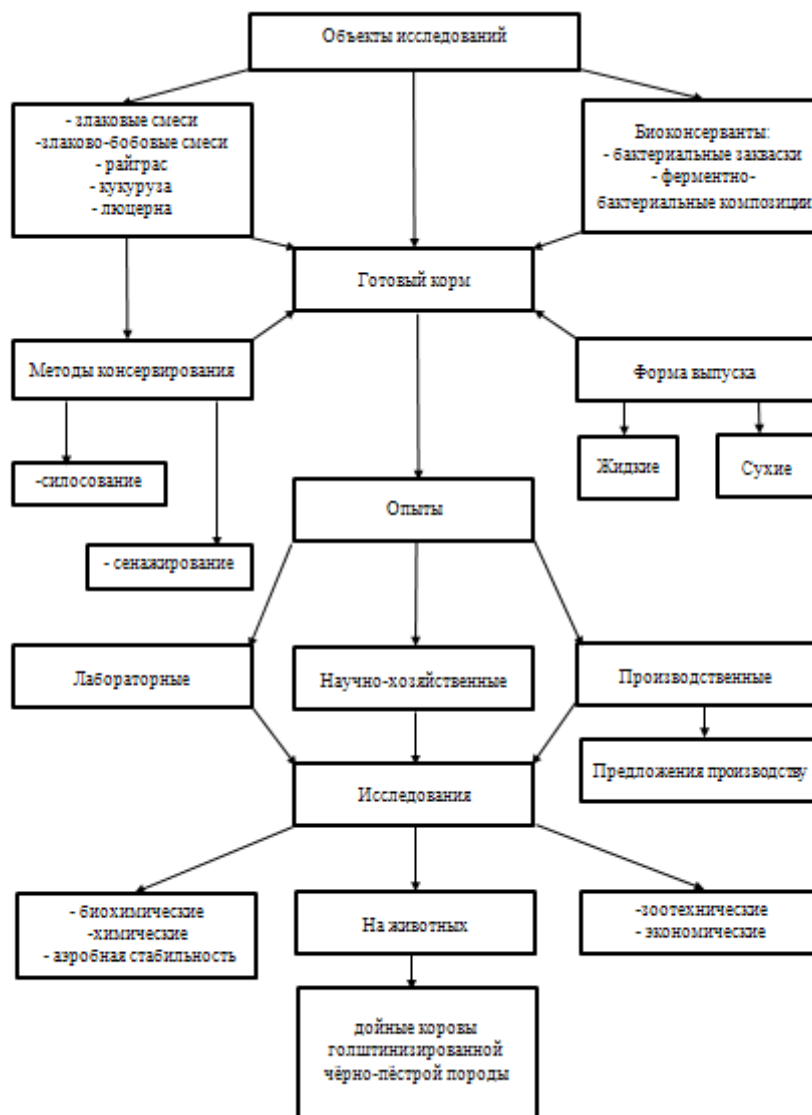 Объекты исследований
- злаковые смеси
-злаково-бобовые смеси
- райграс
- кукуруза
- люцерна
Биоконсерванты:
- бактериальные закваски
- ферментно-
бактериальные композиции
Готовый корм
Методы консервирования
Форма выпуска
-силосование
Жидкие
Сухие
Опыты
- сенажирование
Лабораторные
Научно-хозяйственные
Производственные
Предложения производству
Исследования
- биохимические
-химические
- аэробная стабильность
На животных
-зоотехнические
- экономические
дойные коровы
голштинизированной
чёрно-пёстрой породы